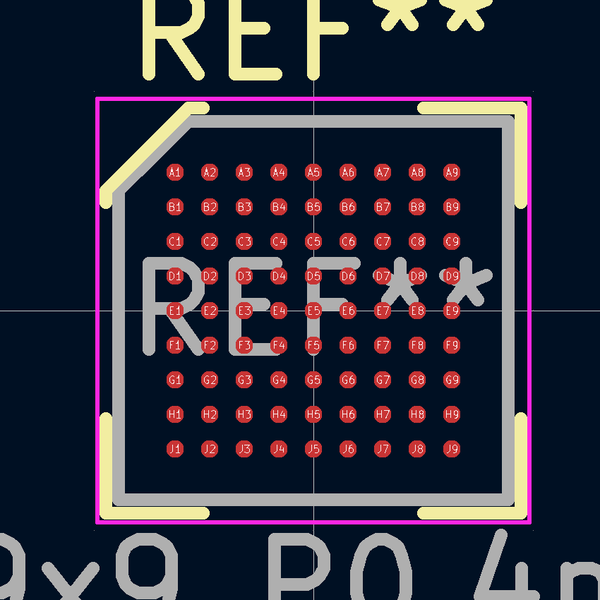 REF**
A1 A2 A3 A4 A5 A6 A7 A8 A9
B1 B2 B3 B4 B5 B6 B7 B8 B9
C1 C2 C3 C4 C5 C6 C7 C8 C9
REF**
D1 D2 D3 D4 D5 D6 D7 D8 D9
E1 E2 E3 E4 E5 E6 E7 E8 E9
F1 F2 F3 F4 F5 F6 F7 F8 F9
G1 G2 G3 G4 G5 G6 G7 G8 G9
H1 H2 H3 H4 H5 H6 H7 H8 H9
J1 J2 J3 J4 J5 J6 J7 J8 J9
9x9_P0.4m